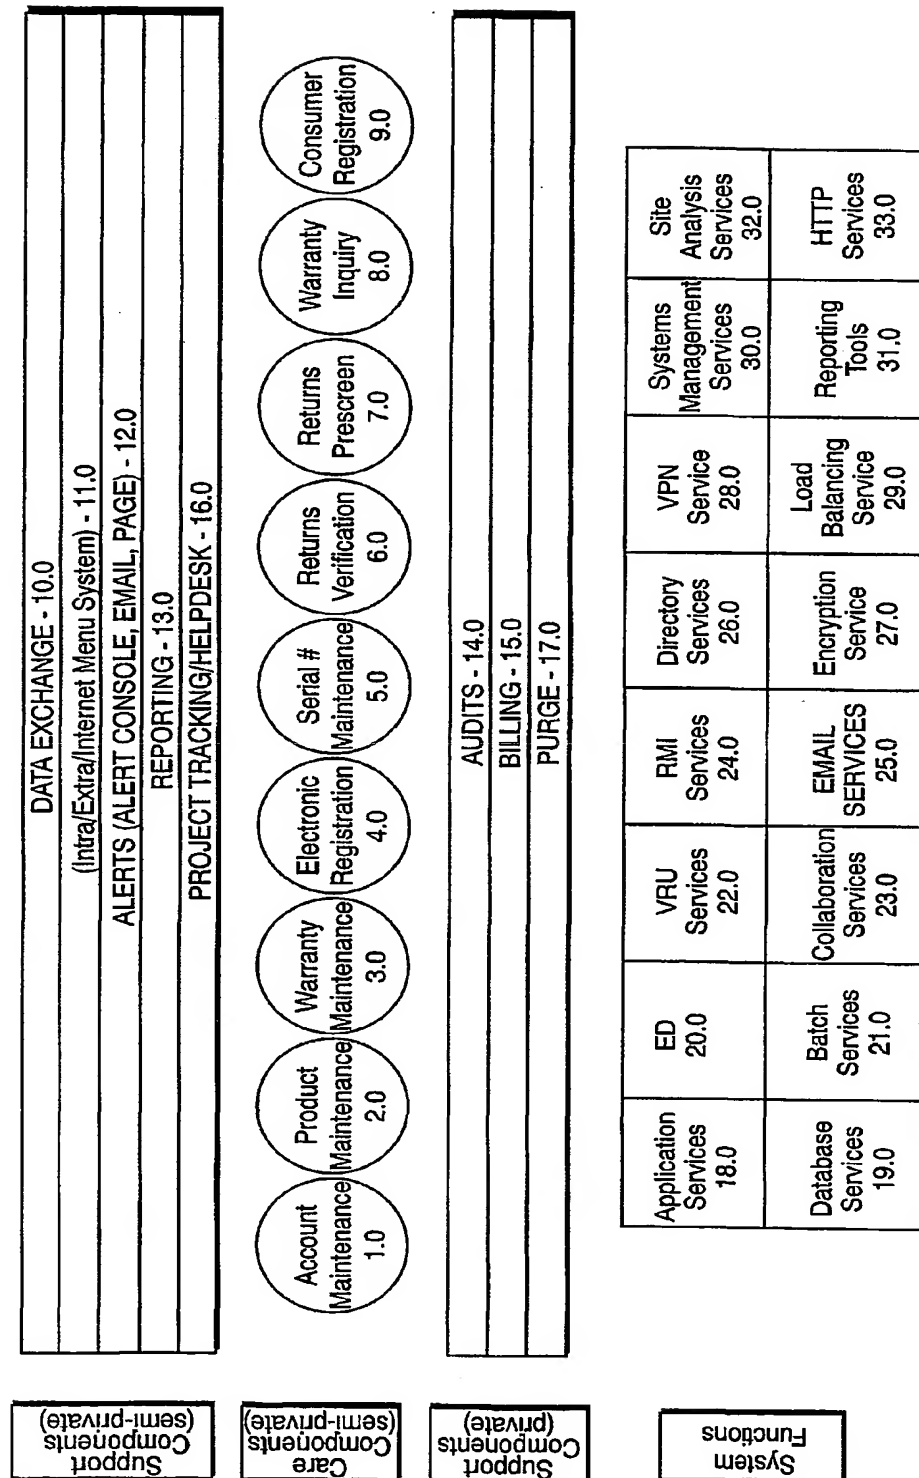 DATA EXCHANGE - 10.0
(Intra/Extra/Internet Menu System) - 11.0
ALERTS (ALERT CONSOLE, EMAIL, PAGE) - 12.0
REPORTING - 13.0
PROJECT TRACKING/HELPDESK - 16.0
Account
Maintenance
1.0
Product
Maintenance
2.0
Warranty
Maintenance
3.0
Electronic
Registration
4.0
Serial #
Maintenance
5.0
Returns
Verification
6.0
Returns
Prescreen
7.0
Warranty
Inquiry
8.0
Consumer
Registration
9.0
AUDITS - 14.0
BILLING - 15.0
PURGE - 17.0
Application
Services
18.0
ED
20.0
VRU
Services
22.0
RMI
Services
24.0
Directory
Services
26.0
VPN
Service
28.0
Systems
Management
Services
30.0
Site
Analysis
Services
32.0
Database
Services
19.0
Batch
Services
21.0
Collaboration
Services
23.0
EMAIL
SERVICES
25.0
Encryption
Service
27.0
Load
Balancing
Service
29.0
Reporting
Tools
31.0
HTTP
Services
33.0
Support
Components
(semi-private)
Care
Components
(semi-private)
Support
Components
(private)
System
Functions